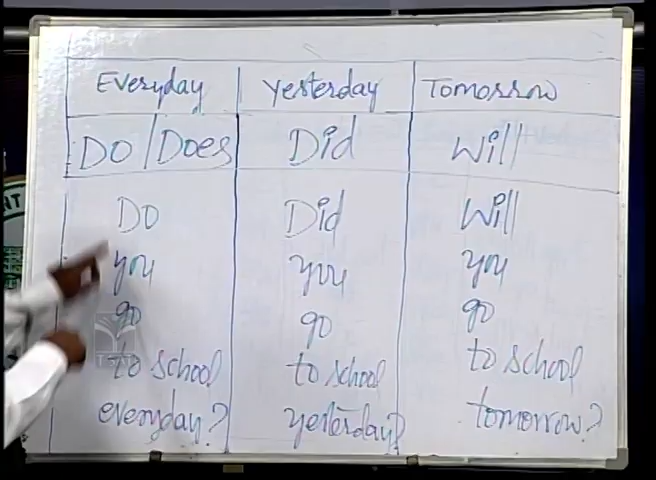 Everyday Yesterday Tomorrow
Do/Does Did Will
Do Did Will
you you you
go go go
to school to school to school
everyday? yesterday? tomorrow?